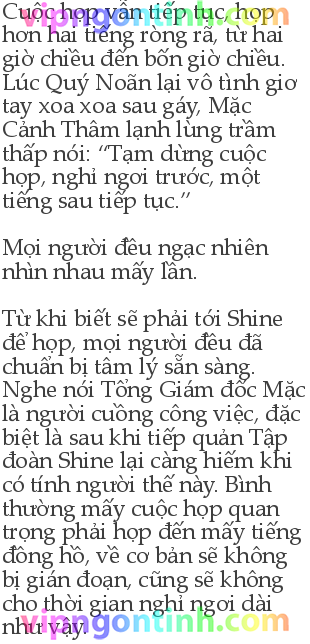 Cuộc họp vẫn tiếp tục, họp
vipngontinh.com
hơn hai tiếng ròng rã, từ hai
giờ chiều đến bốn giờ chiều.
Lúc Quý Noãn lại vô tình giơ
tay xoa xoa sau gáy, Mặc
Cảnh Thâm lạnh lùng trầm
thấp nói: “Tạm dừng cuộc
họp, nghỉ ngơi trước, một
tiếng sau tiếp tục.”
Mọi người đều ngạc nhiên
nhìn nhau mấy lần.
Từ khi biết sẽ phải tới Shine
để họp, mọi người đều đã
chuẩn bị tâm lý sẵn sàng.
Nghe nói Tổng Giám đốc Mặc
là người cuồng công việc, đặc
biệt là sau khi tiếp quản Tập
đoàn Shine lại càng hiếm khi
có tính người thế này. Bình
thường mấy cuộc họp quan
trọng phải họp đến mấy tiếng
đồng hồ, về cơ bản sẽ không
bị gián đoạn, cũng sẽ không
cho thời gian nghỉ ngơi dài
vipngontinh.com
như vậy.